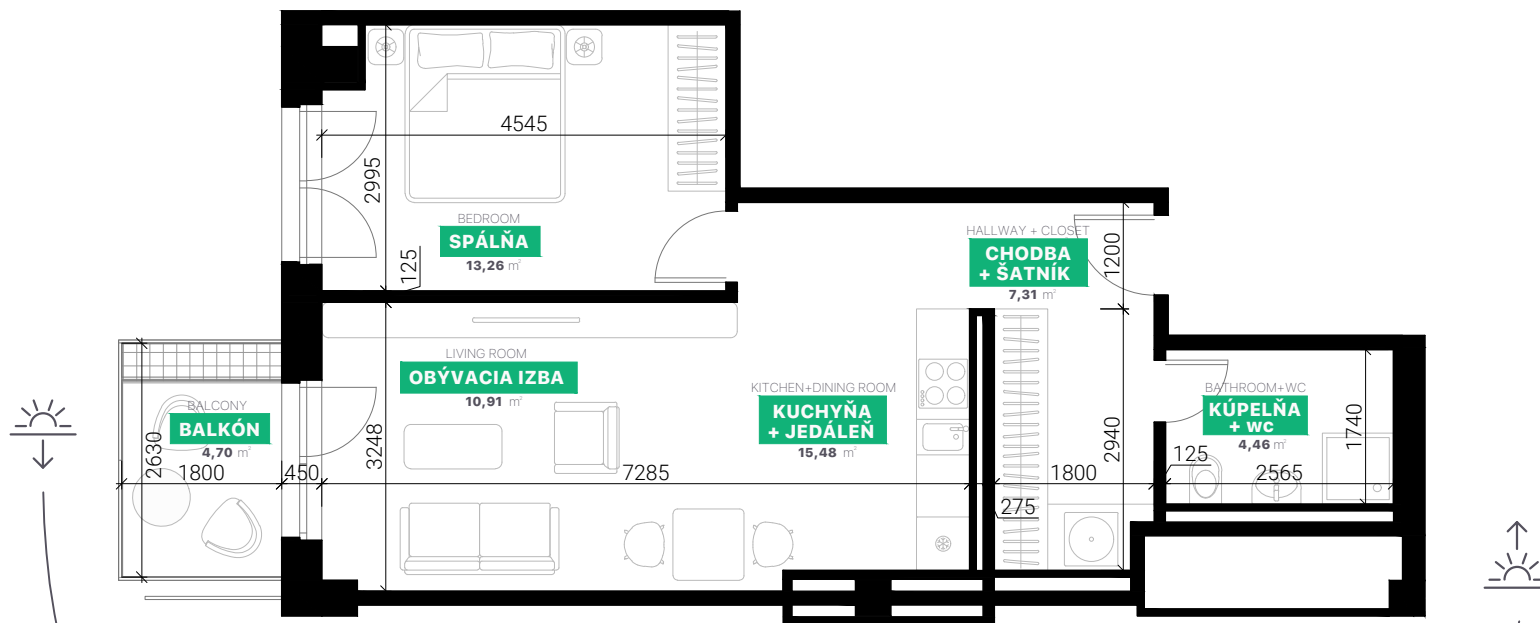 4545
2995
BEDROOM
SPÁLŇA
13,26 m²
125
HALLWAY + CLOSET
CHODBA
+ ŠATNÍK
7,31 m²
1200
LIVING ROOM
OBÝVACIA IZBA
10,91 m²
KITCHEN+DINING ROOM
KUCHYŇA
+ JEDÁLEŇ
15,48 m²
BATHROOM+WC
KÚPELŇA
+ WC
4,46 m²
1740
BALCONY
BALKÓN
4,70 m²
2630
1800
450
3248
7285
2940
1800
125
2565
275